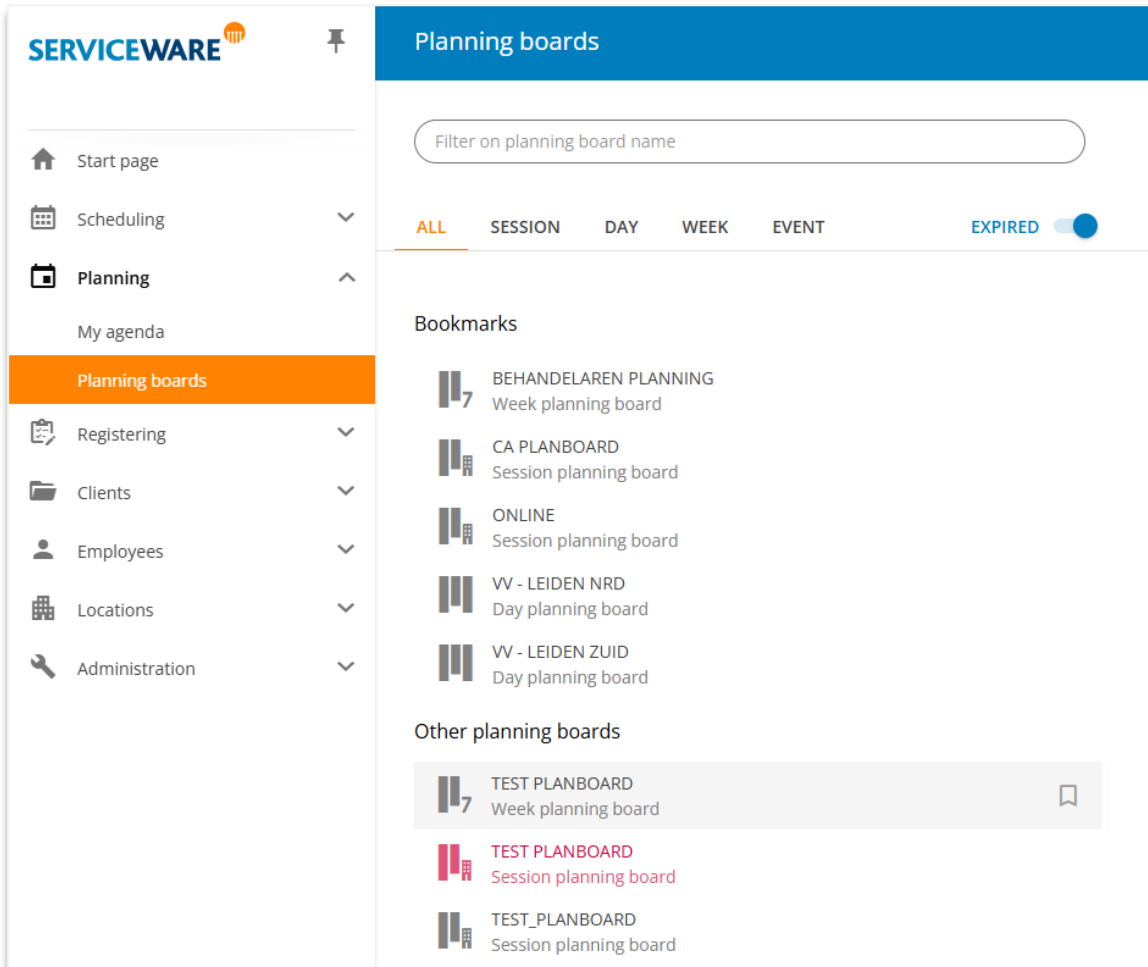 SERVICEWARE
Planning boards
Filter on planning board name
Start page
Scheduling
ALL SESSION DAY WEEK EVENT EXPIRED
Planning
My agenda
Planning boards
Registering
Clients
Employees
Locations
Administration
Bookmarks
7
BEHANDELAREN PLANNING
Week planning board
CA PLANBOARD
Session planning board
ONLINE
Session planning board
VV - LEIDEN NRD
Day planning board
VV - LEIDEN ZUID
Day planning board
Other planning boards
7
TEST PLANBOARD
Week planning board
TEST PLANBOARD
Session planning board
TEST_PLANBOARD
Session planning board